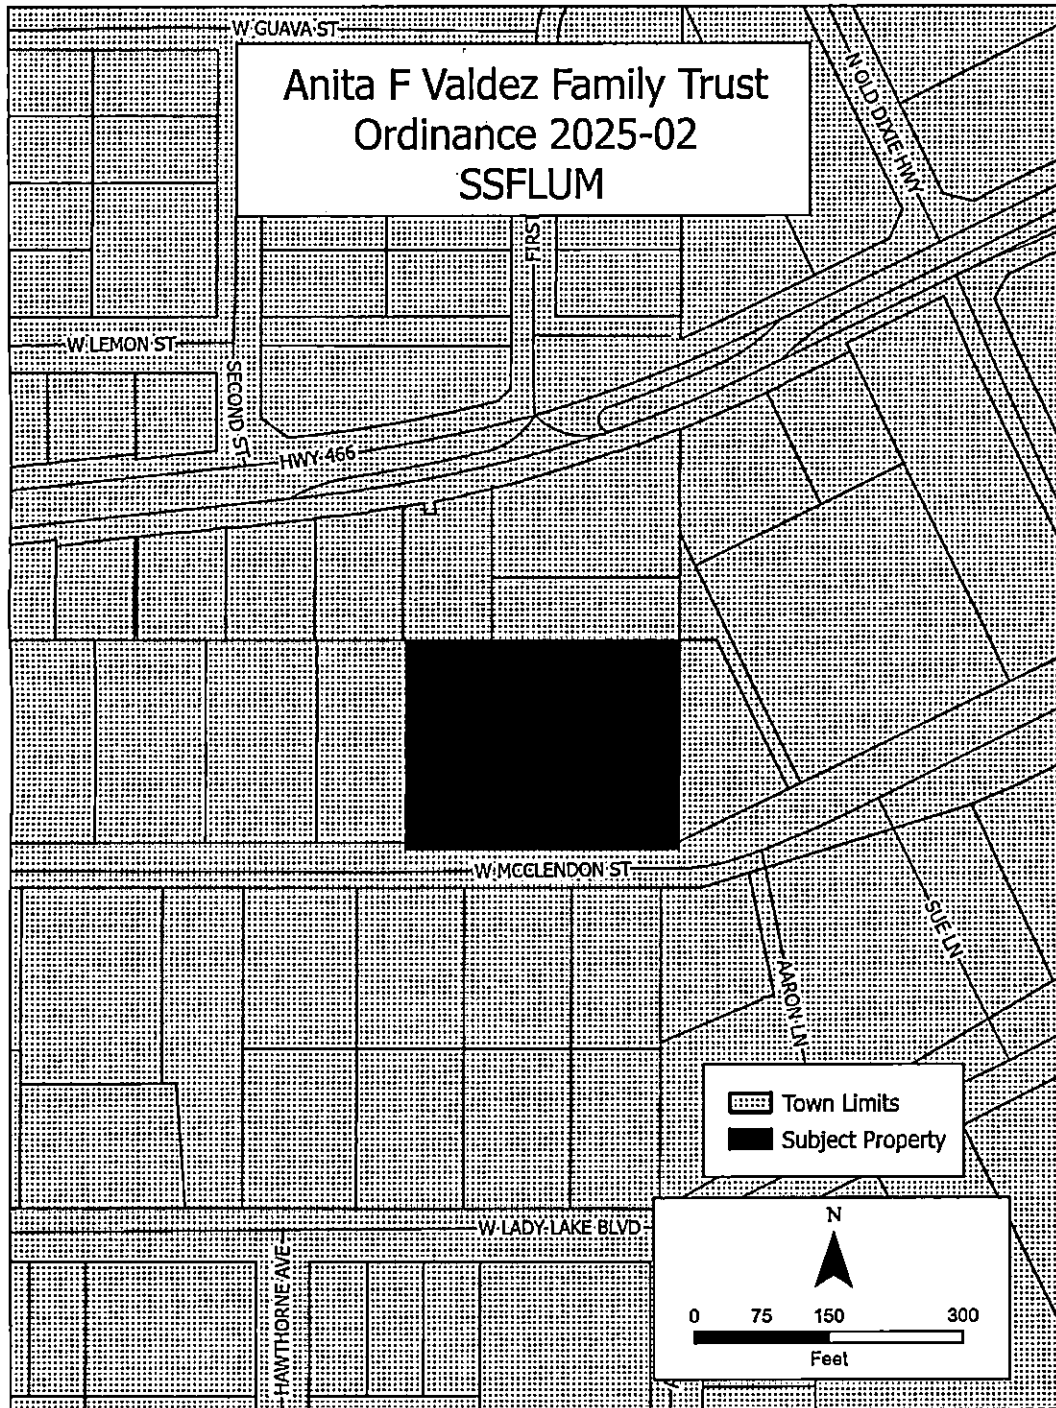 W GUAVA ST
Anita F Valdez Family Trust
Ordinance 2025-02
SSFLUM
N OLD DIXIE HWY
FIRST
W LEMON ST
SECOND ST
HWY 466
W MCCLENDON ST
SUE LN
AARON LN
Town Limits
Subject Property
W LADY LAKE BLVD
HAWTHORNE AVE
N
0 75 150 300
Feet